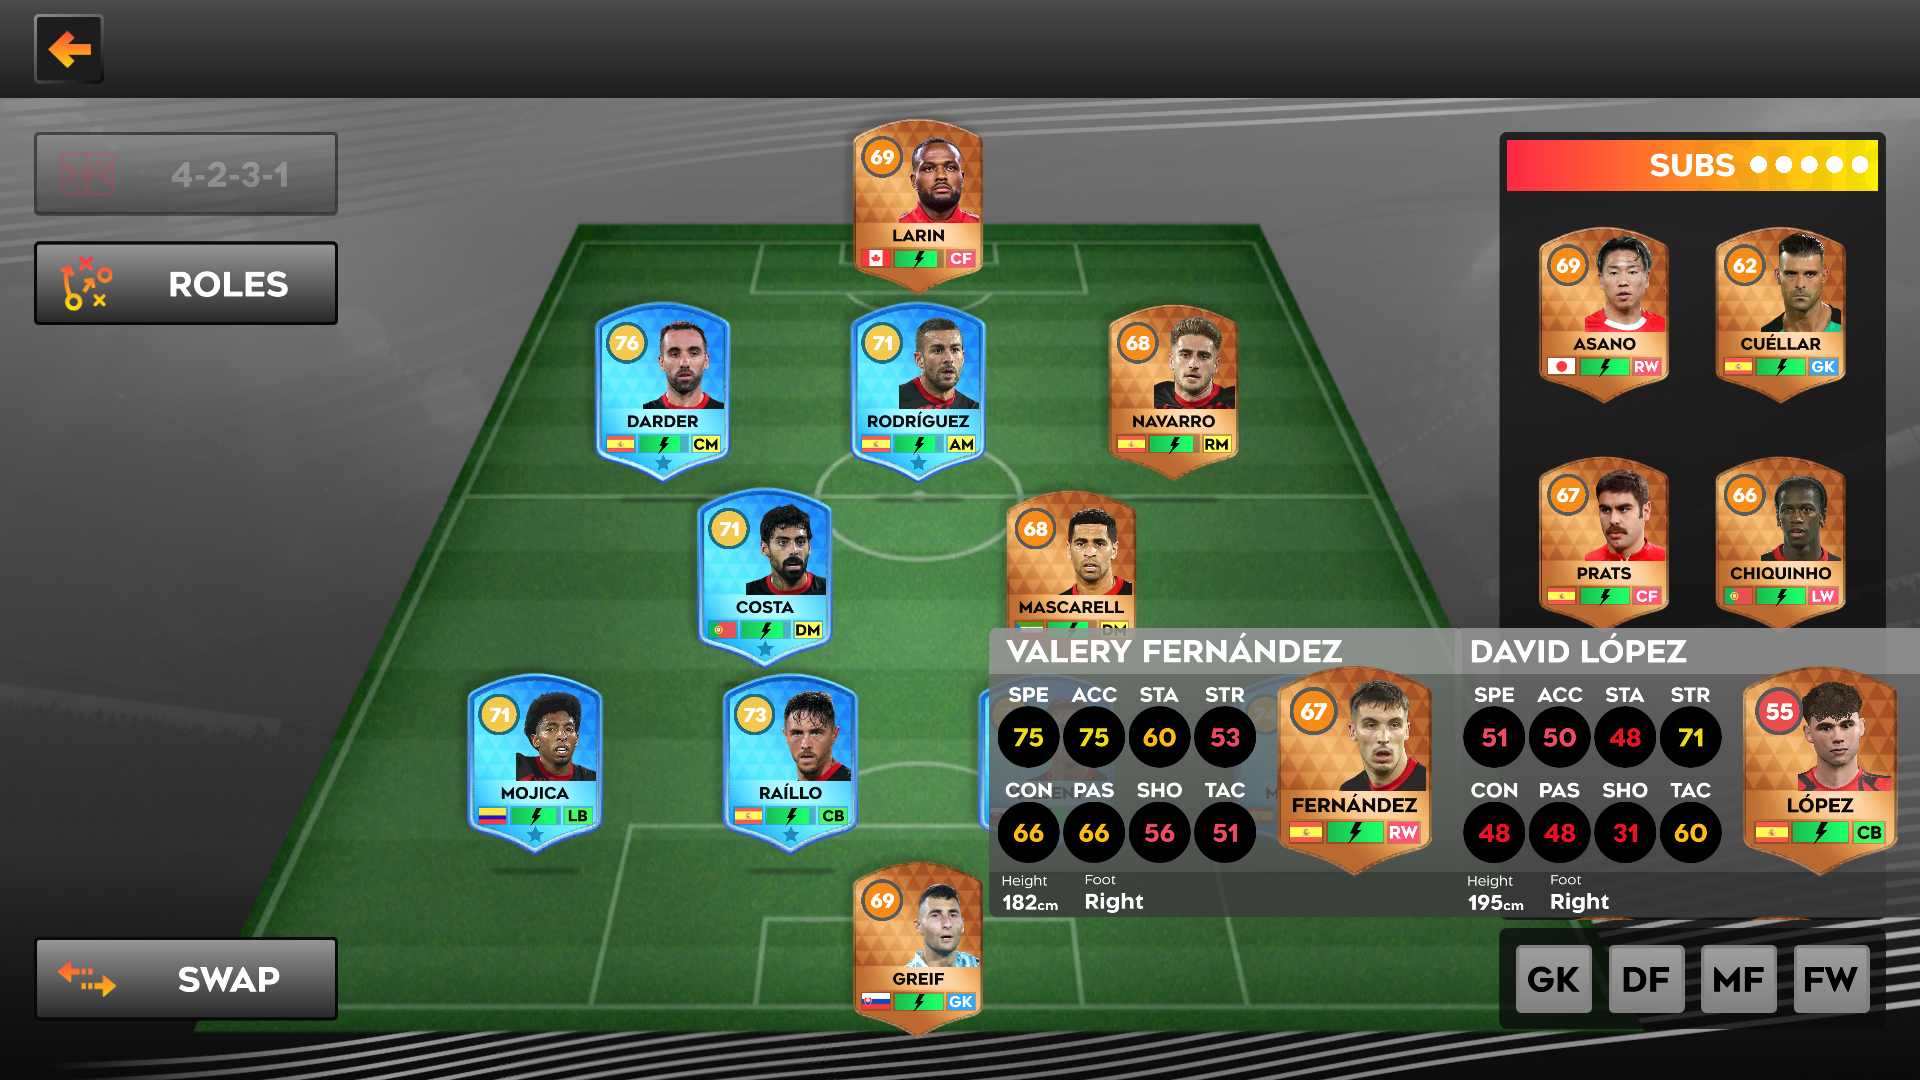 4-2-3-1
ROLES
SWAP
69
LARIN
CF
76
DARDER
CM
71
RODRÍGUEZ
AM
68
NAVARRO
RM
71
COSTA
DM
68
MASCARELL
DM
71
MOJICA
LB
73
RAÍLLO
CB
74
69
GREIF
GK
SUBS
69
ASANO
RW
62
CUÉLLAR
GK
67
PRATS
CF
66
CHIQUINHO
LW
VALERY FERNÁNDEZ
SPE ACC STA STR
75 75 60 53
CON PAS SHO TAC
66 66 56 51
Height Foot
182cm Right
67
FERNÁNDEZ
RW
DAVID LÓPEZ
SPE ACC STA STR
51 50 48 71
CON PAS SHO TAC
48 48 31 60
Height Foot
195cm Right
55
LÓPEZ
CB
GK DF MF FW